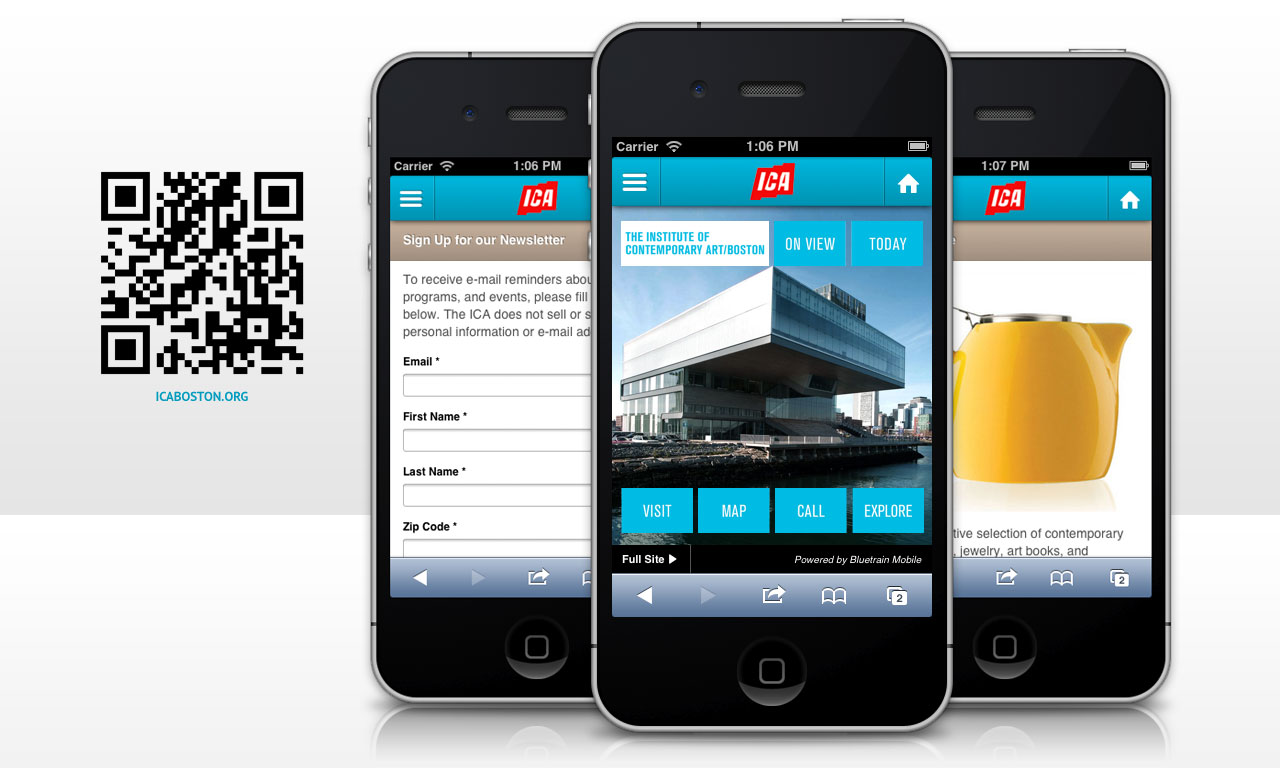 ICABOSTON.ORG
Carrier 1:06 PM
ICA
Sign Up for our Newsletter
To receive e-mail reminders
programs, and events, please fill
below. The ICA does not sell or
personal information or e-mail
Email *
First Name *
Last Name *
Zip Code *
Carrier 1:06 PM
ICA
THE INSTITUTE OF
CONTEMPORARY ART/BOSTON
ON VIEW
TODAY
VISIT
MAP
CALL
EXPLORE
Full Site
Powered by Bluetrain Mobile
2
1:07 PM
ICA
selection of contemporary
, jewelry, art books, and
2